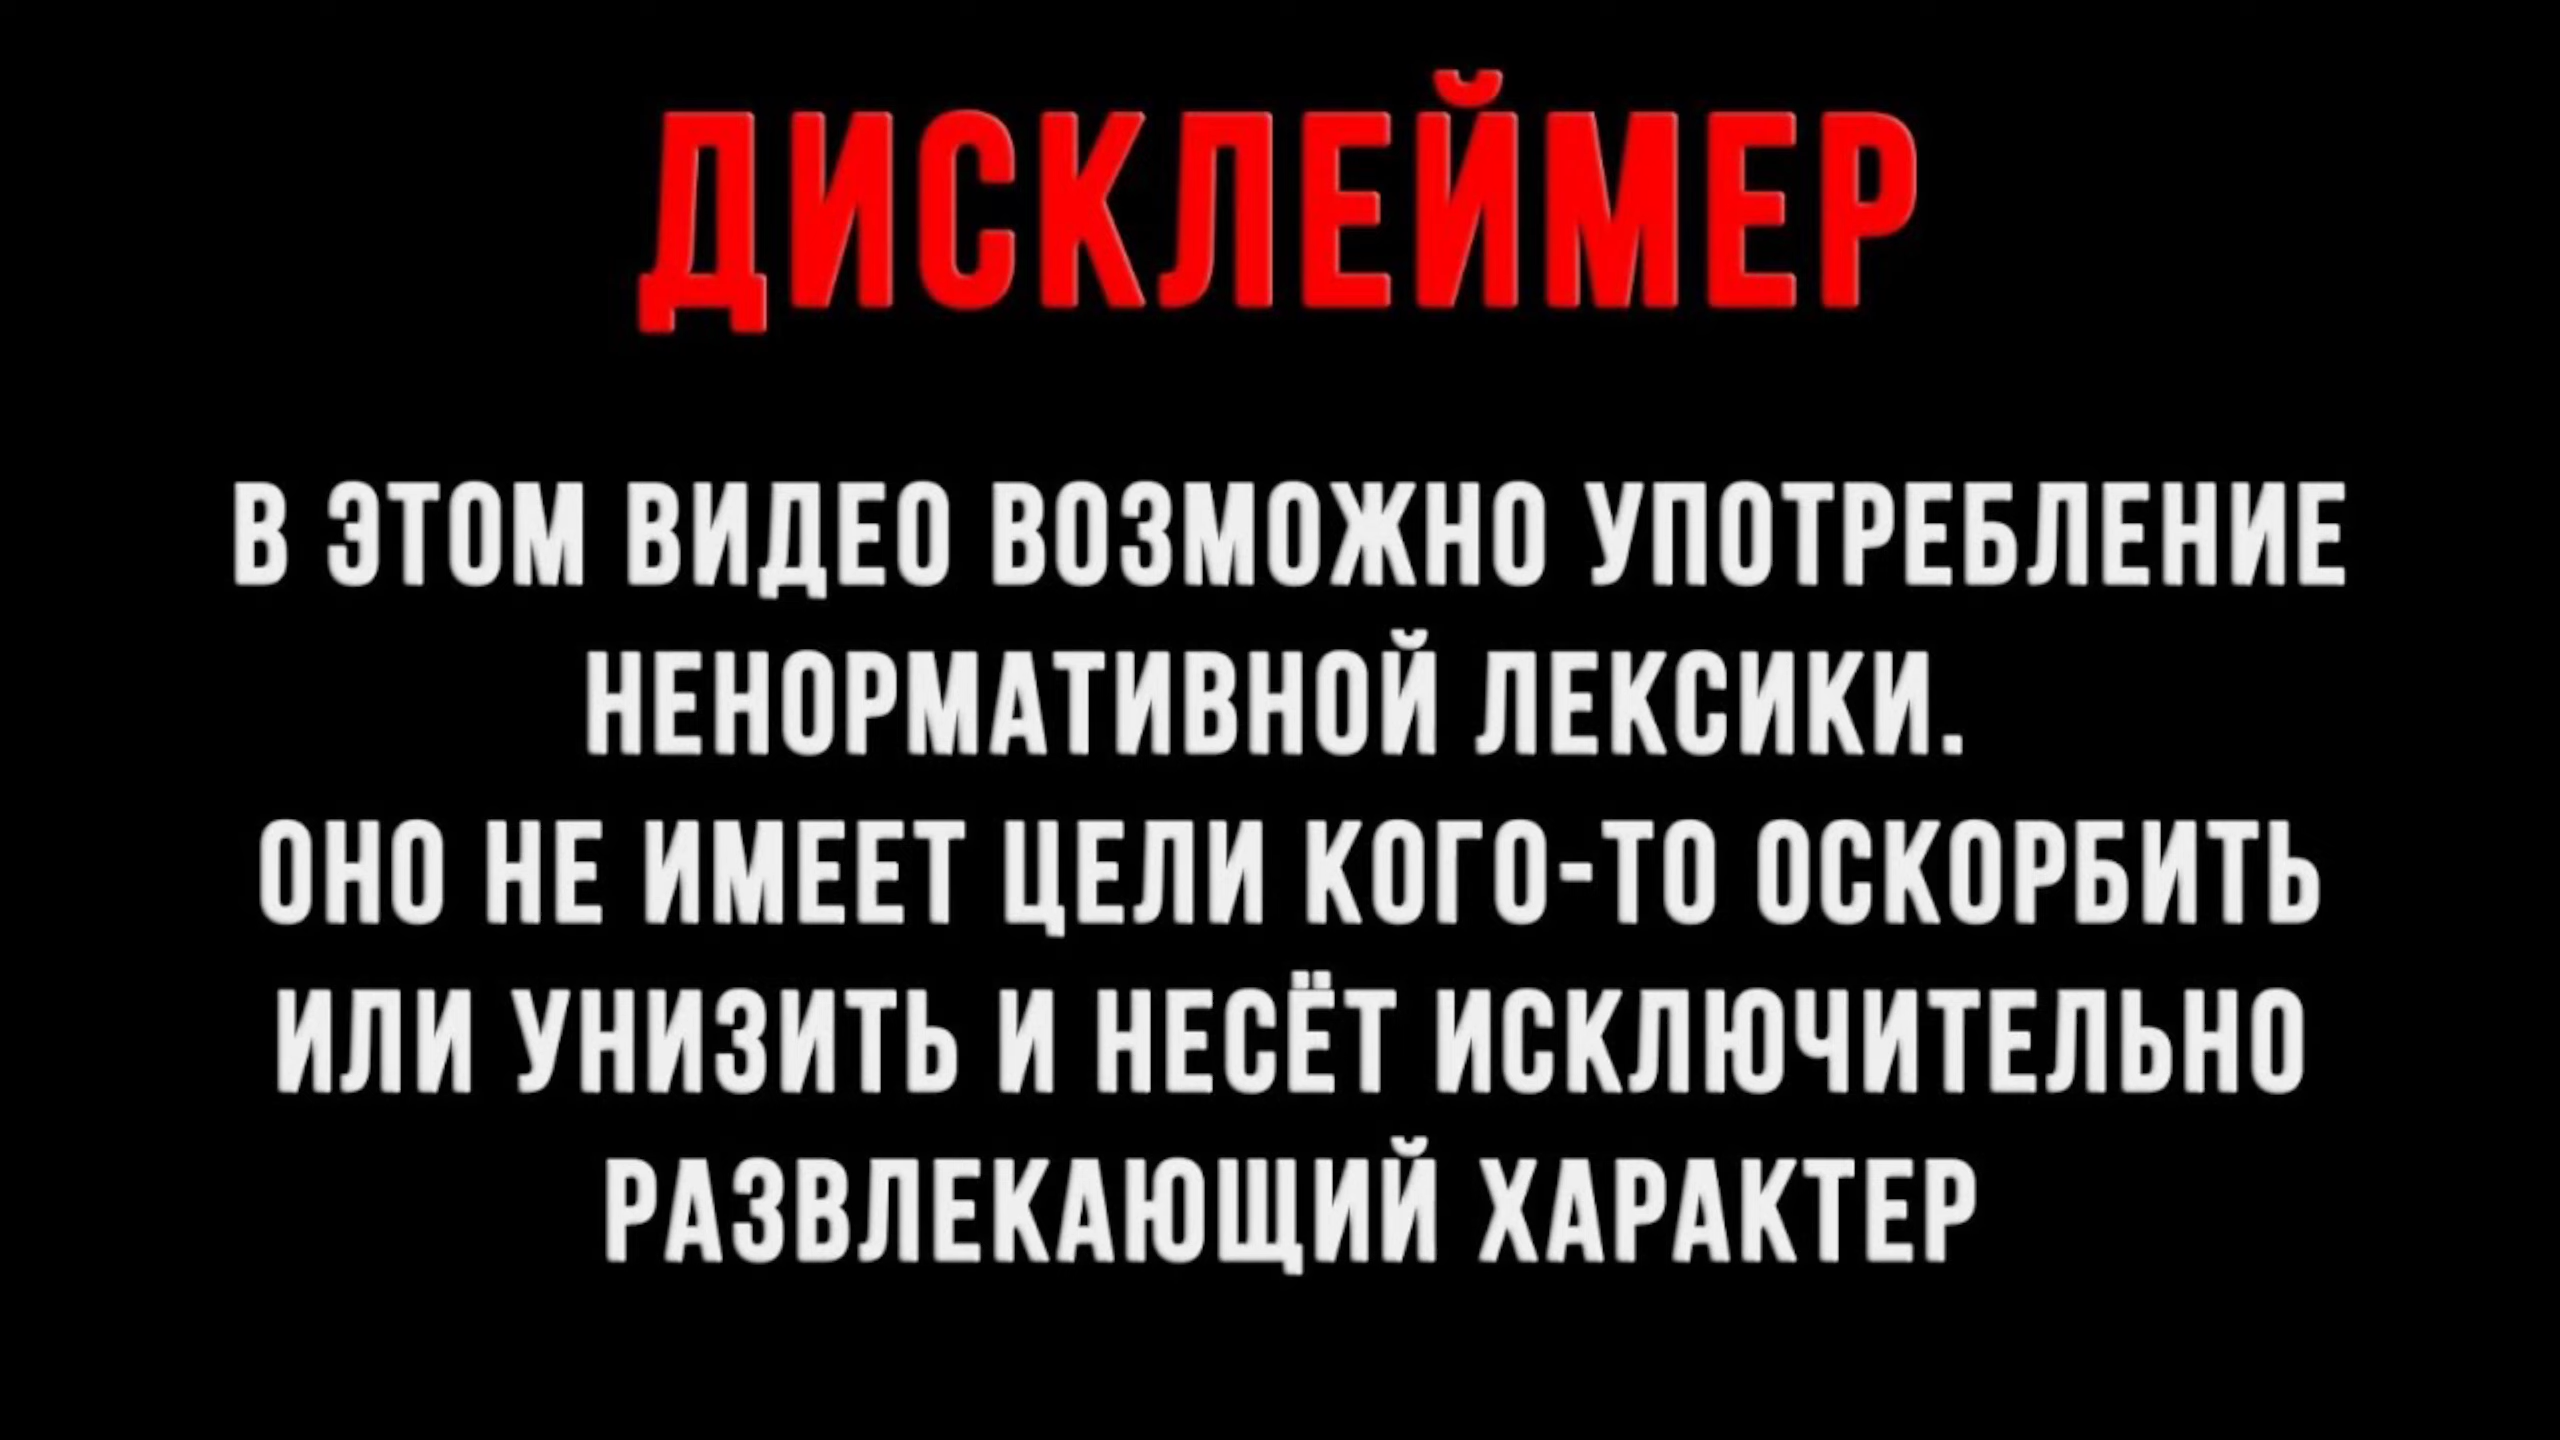 ДИСКЛЕЙМЕР
В ЭТОМ ВИДЕО ВОЗМОЖНО УПОТРЕБЛЕНИЕ
НЕНОРМАТИВНОЙ ЛЕКСИКИ.
ОНО НЕ ИМЕЕТ ЦЕЛИ КОГО-ТО ОСКОРБИТЬ
ИЛИ УНИЗИТЬ И НЕСЁТ ИСКЛЮЧИТЕЛЬНО
РАЗВЛЕКАЮЩИЙ ХАРАКТЕР